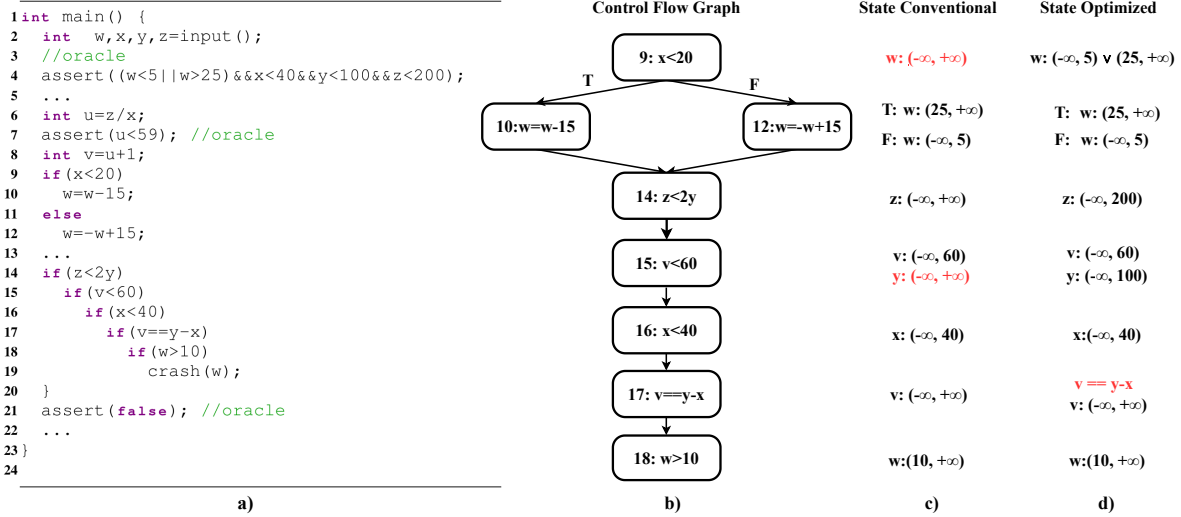 1 int main() {
2 int w,x,y,z=input();
3 //oracle
4 assert((w<5||w>25)&&x<40&&y<100&&z<200);
5 ...
6 int u=z/x;
7 assert(u<59); //oracle
8 int v=u+1;
9 if(x<20)
10 w=w-15;
11 else
12 w=-w+15;
13 ...
14 if(z<2y)
15 if(v<60)
16 if(x<40)
17 if(v==y-x)
18 if(w>10)
19 crash(w);
20 }
21 assert(false); //oracle
22 ...
23 }
24
a)
Control Flow Graph
9: x<20
T
F
10:w=w-15
12:w=-w+15
14: z<2y
15: v<60
16: x<40
17: v==y-x
18: w>10
b)
State Conventional
w: (-∞, +∞)
T: w: (25, +∞)
F: w: (-∞, 5)
z: (-∞, +∞)
v: (-∞, 60)
y: (-∞, +∞)
x: (-∞, 40)
v: (-∞, +∞)
w:(10, +∞)
c)
State Optimized
w: (-∞, 5) ∨ (25, +∞)
T: w: (25, +∞)
F: w: (-∞, 5)
z: (-∞, 200)
v: (-∞, 60)
y: (-∞, 100)
x:(-∞, 40)
v == y-x
v: (-∞, +∞)
w:(10, +∞)
d)